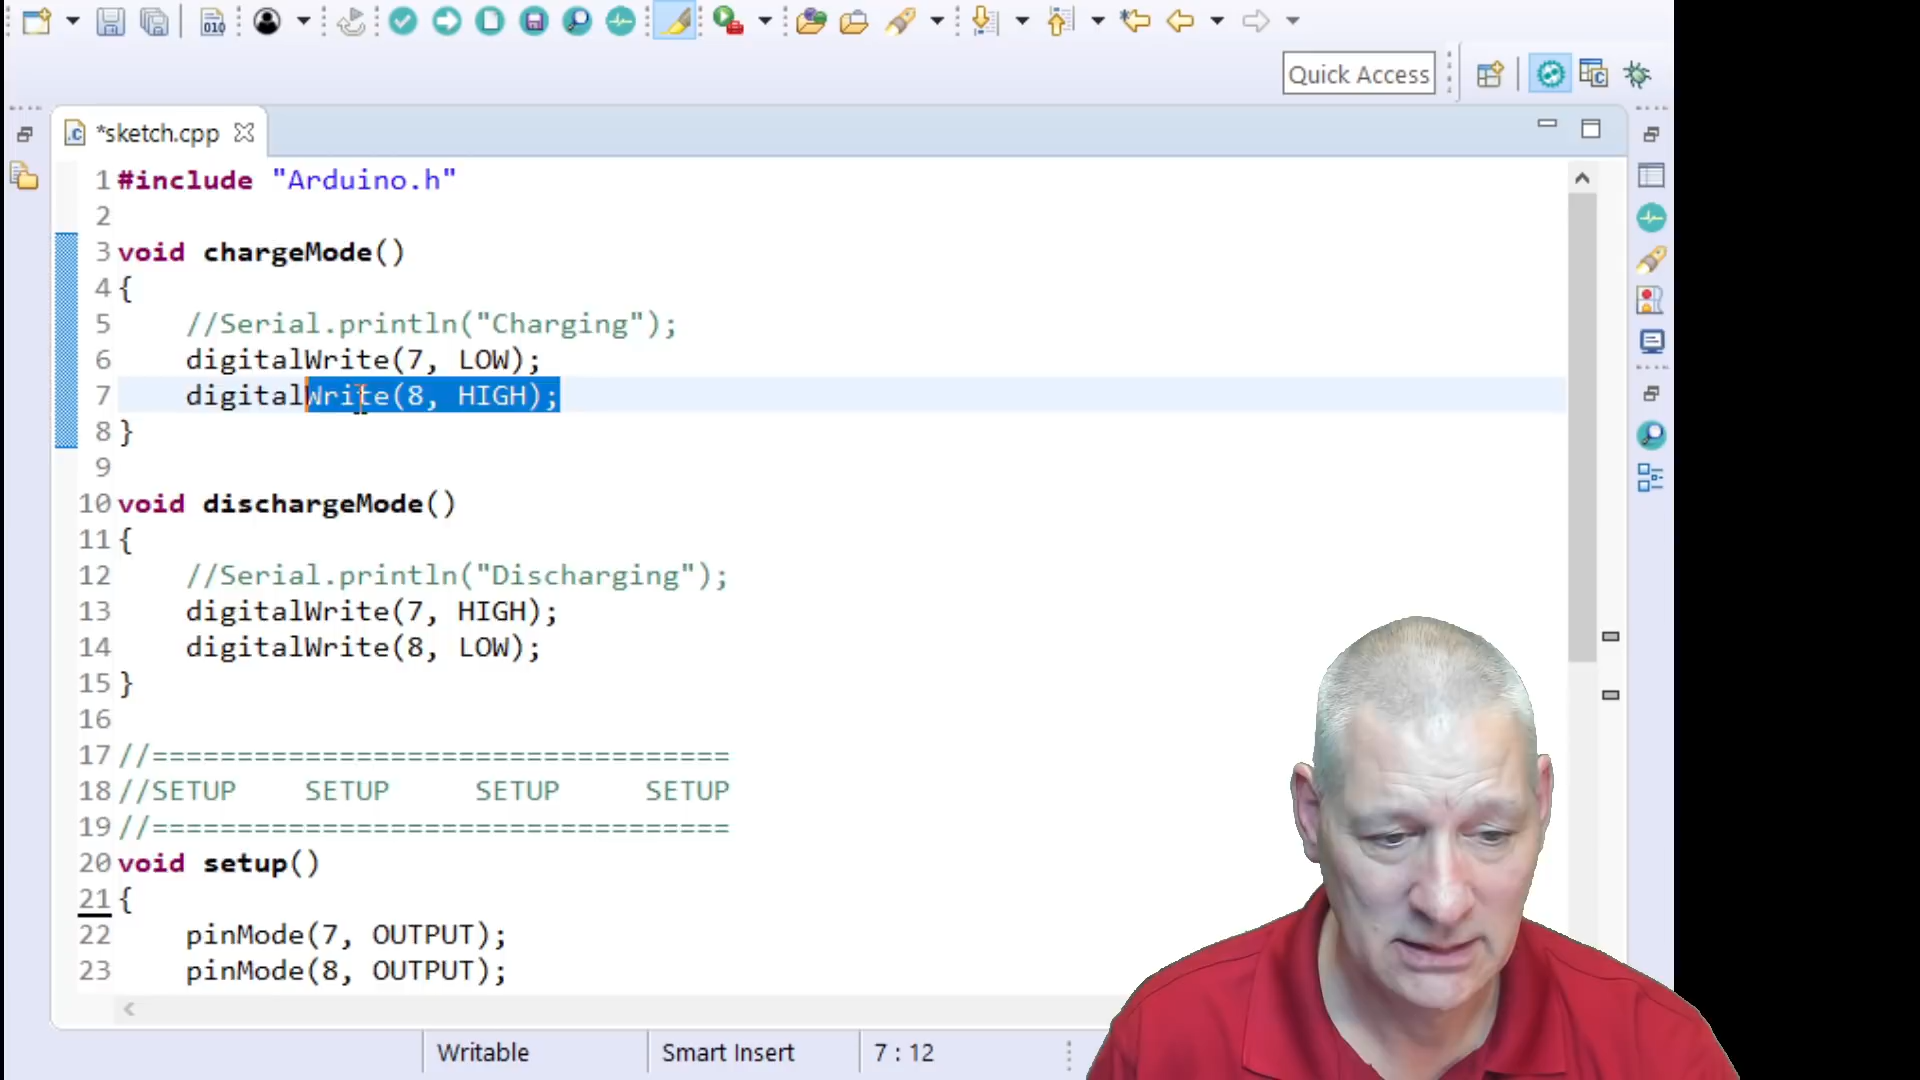 010
Quick Access
*sketch.cpp
1 #include "Arduino.h"
2
3 void chargeMode()
4 {
5 //Serial.println("Charging");
6 digitalWrite(7, LOW);
7 digitalWrite(8, HIGH);
8 }
9
10 void dischargeMode()
11 {
12 //Serial.println("Discharging");
13 digitalWrite(7, HIGH);
14 digitalWrite(8, LOW);
15 }
16
17 //==================================
18 //SETUP SETUP SETUP SETUP
19 //==================================
20 void setup()
21 {
22 pinMode(7, OUTPUT);
23 pinMode(8, OUTPUT);
Writable Smart Insert 7 : 12